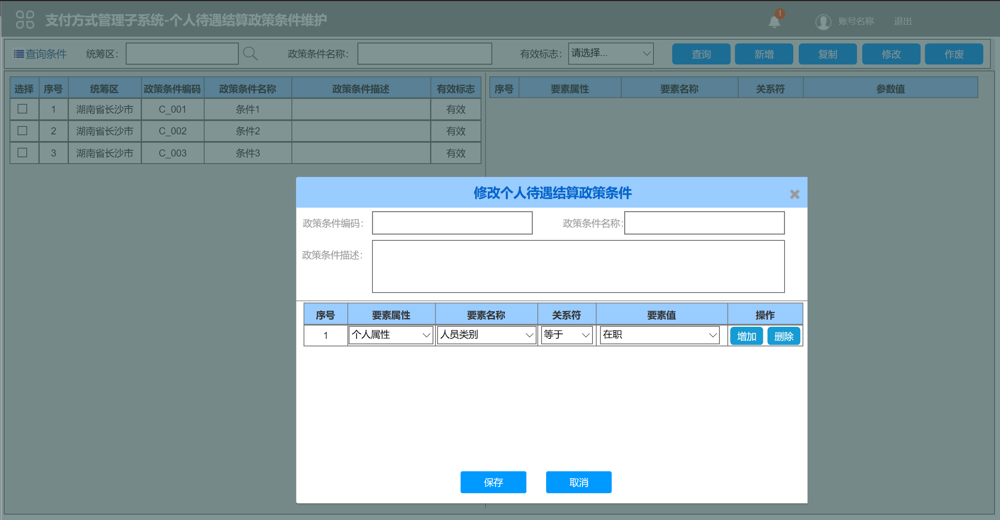 支付方式管理子系统-个人待遇结算政策条件维护
1
账号名称 退出
查询条件 统筹区： 政策条件名称： 有效标志： 请选择... 查询 新增 复制 修改 作废
选择 序号 统筹区 政策条件编码 政策条件名称 政策条件描述 有效标志
1 湖南省长沙市 C_001 条件1 有效
2 湖南省长沙市 C_002 条件2 有效
3 湖南省长沙市 C_003 条件3 有效
序号 要素属性 要素名称 关系符 参数值
修改个人待遇结算政策条件
政策条件编码： 政策条件名称：
政策条件描述：
序号 要素属性 要素名称 关系符 要素值 操作
1 个人属性 人员类别 等于 在职 增加 删除
保存 取消